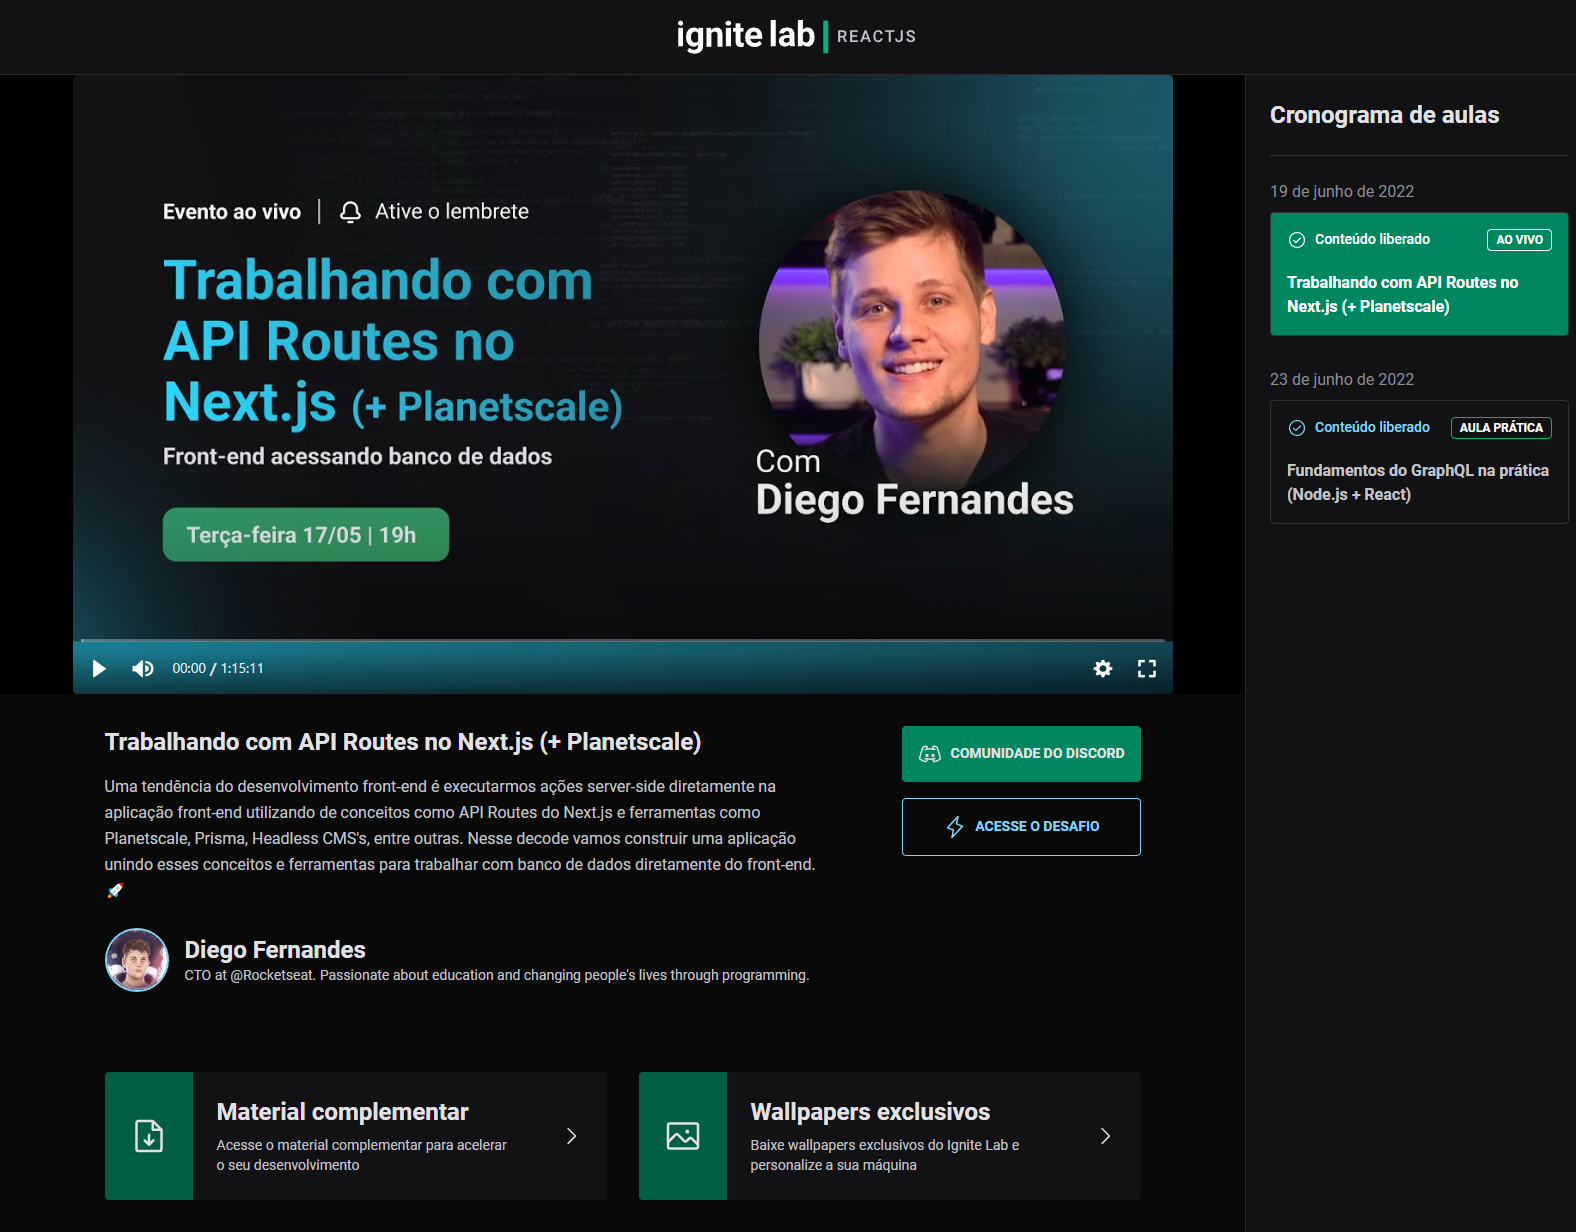 ignite lab | REACTJS
Evento ao vivo | Ative o lembrete
Trabalhando com
API Routes no
Next.js (+ Planetscale)
Front-end acessando banco de dados
Terça-feira 17/05 | 19h
Com
Diego Fernandes
00:00 / 1:15:11
Trabalhando com API Routes no Next.js (+ Planetscale)
Uma tendência do desenvolvimento front-end é executarmos ações server-side diretamente na
aplicação front-end utilizando de conceitos como API Routes do Next.js e ferramentas como
Planetscale, Prisma, Headless CMS's, entre outras. Nesse decode vamos construir uma aplicação
unindo esses conceitos e ferramentas para trabalhar com banco de dados diretamente do front-end.
🚀
COMUNIDADE DO DISCORD
ACESSE O DESAFIO
Diego Fernandes
CTO at @Rocketseat. Passionate about education and changing people's lives through programming.
Material complementar
Acesse o material complementar para acelerar
o seu desenvolvimento
Wallpapers exclusivos
Baixe wallpapers exclusivos do Ignite Lab e
personalize a sua máquina
Cronograma de aulas
19 de junho de 2022
Conteúdo liberado AO VIVO
Trabalhando com API Routes no
Next.js (+ Planetscale)
23 de junho de 2022
Conteúdo liberado AULA PRÁTICA
Fundamentos do GraphQL na prática
(Node.js + React)